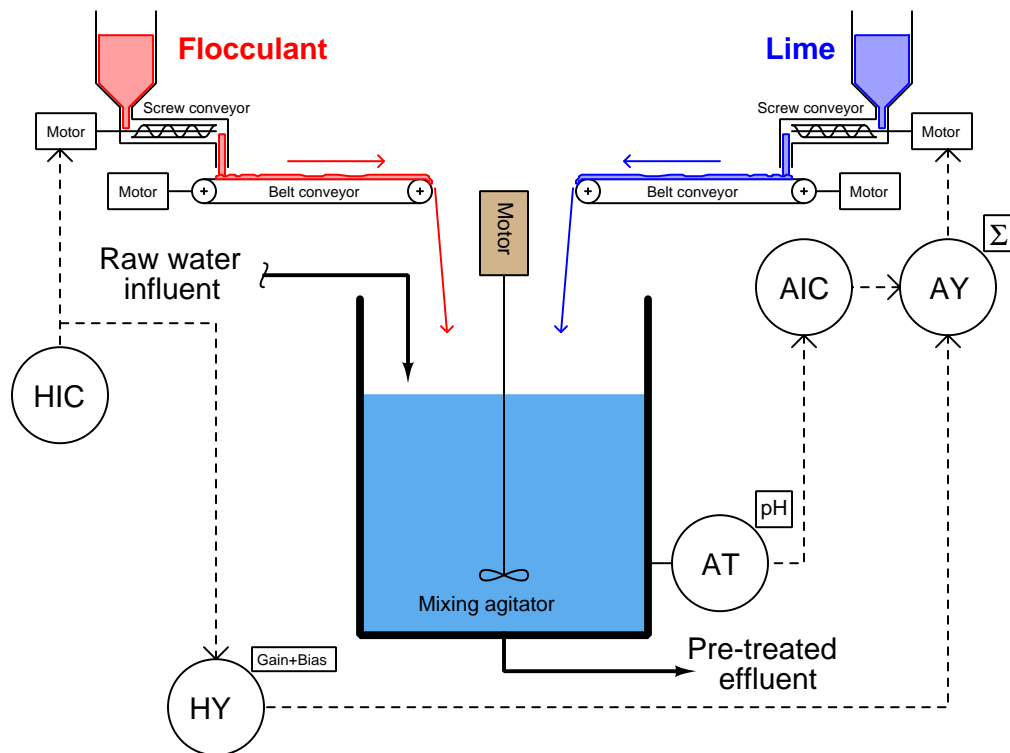 Flocculant
Lime
Screw conveyor
Screw conveyor
Motor
Motor
Motor
Belt conveyor
Belt conveyor
Motor
Motor
Σ
Raw water
influent
AIC
AY
HIC
pH
AT
Mixing agitator
Gain+Bias
Pre-treated
effluent
HY